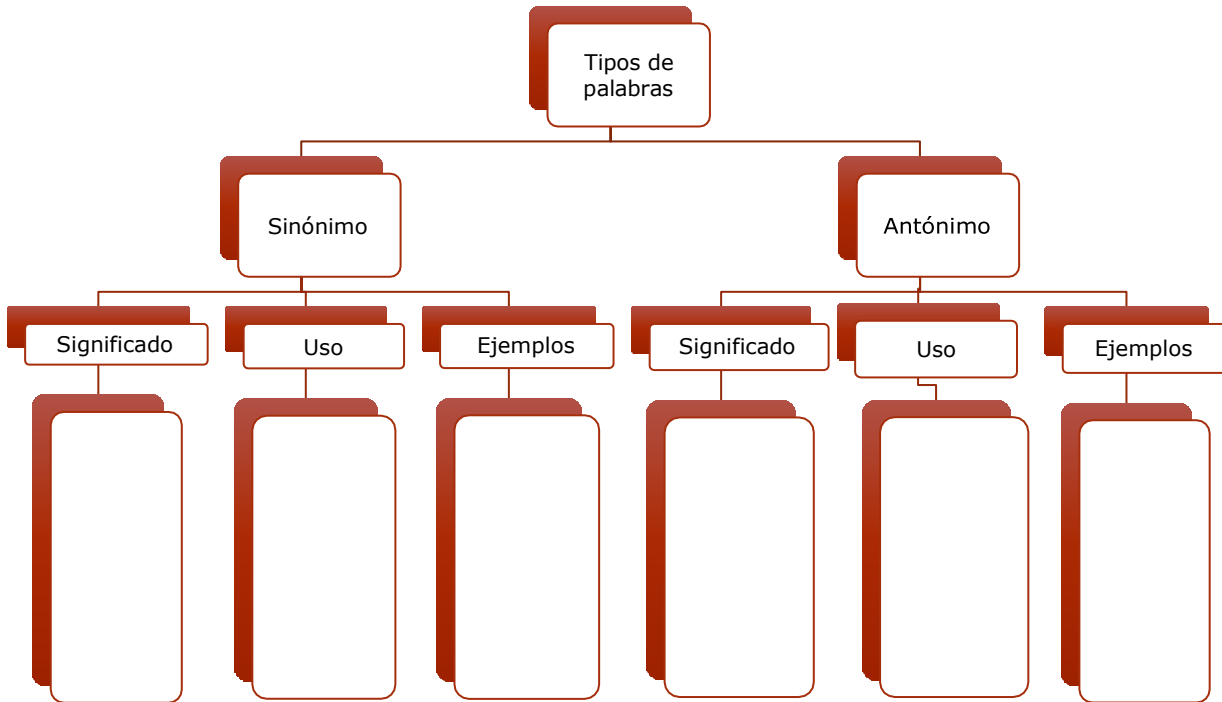 Tipos de
palabras
Sinónimo
Antónimo
Significado
Uso
Ejemplos
Significado
Uso
Ejemplos